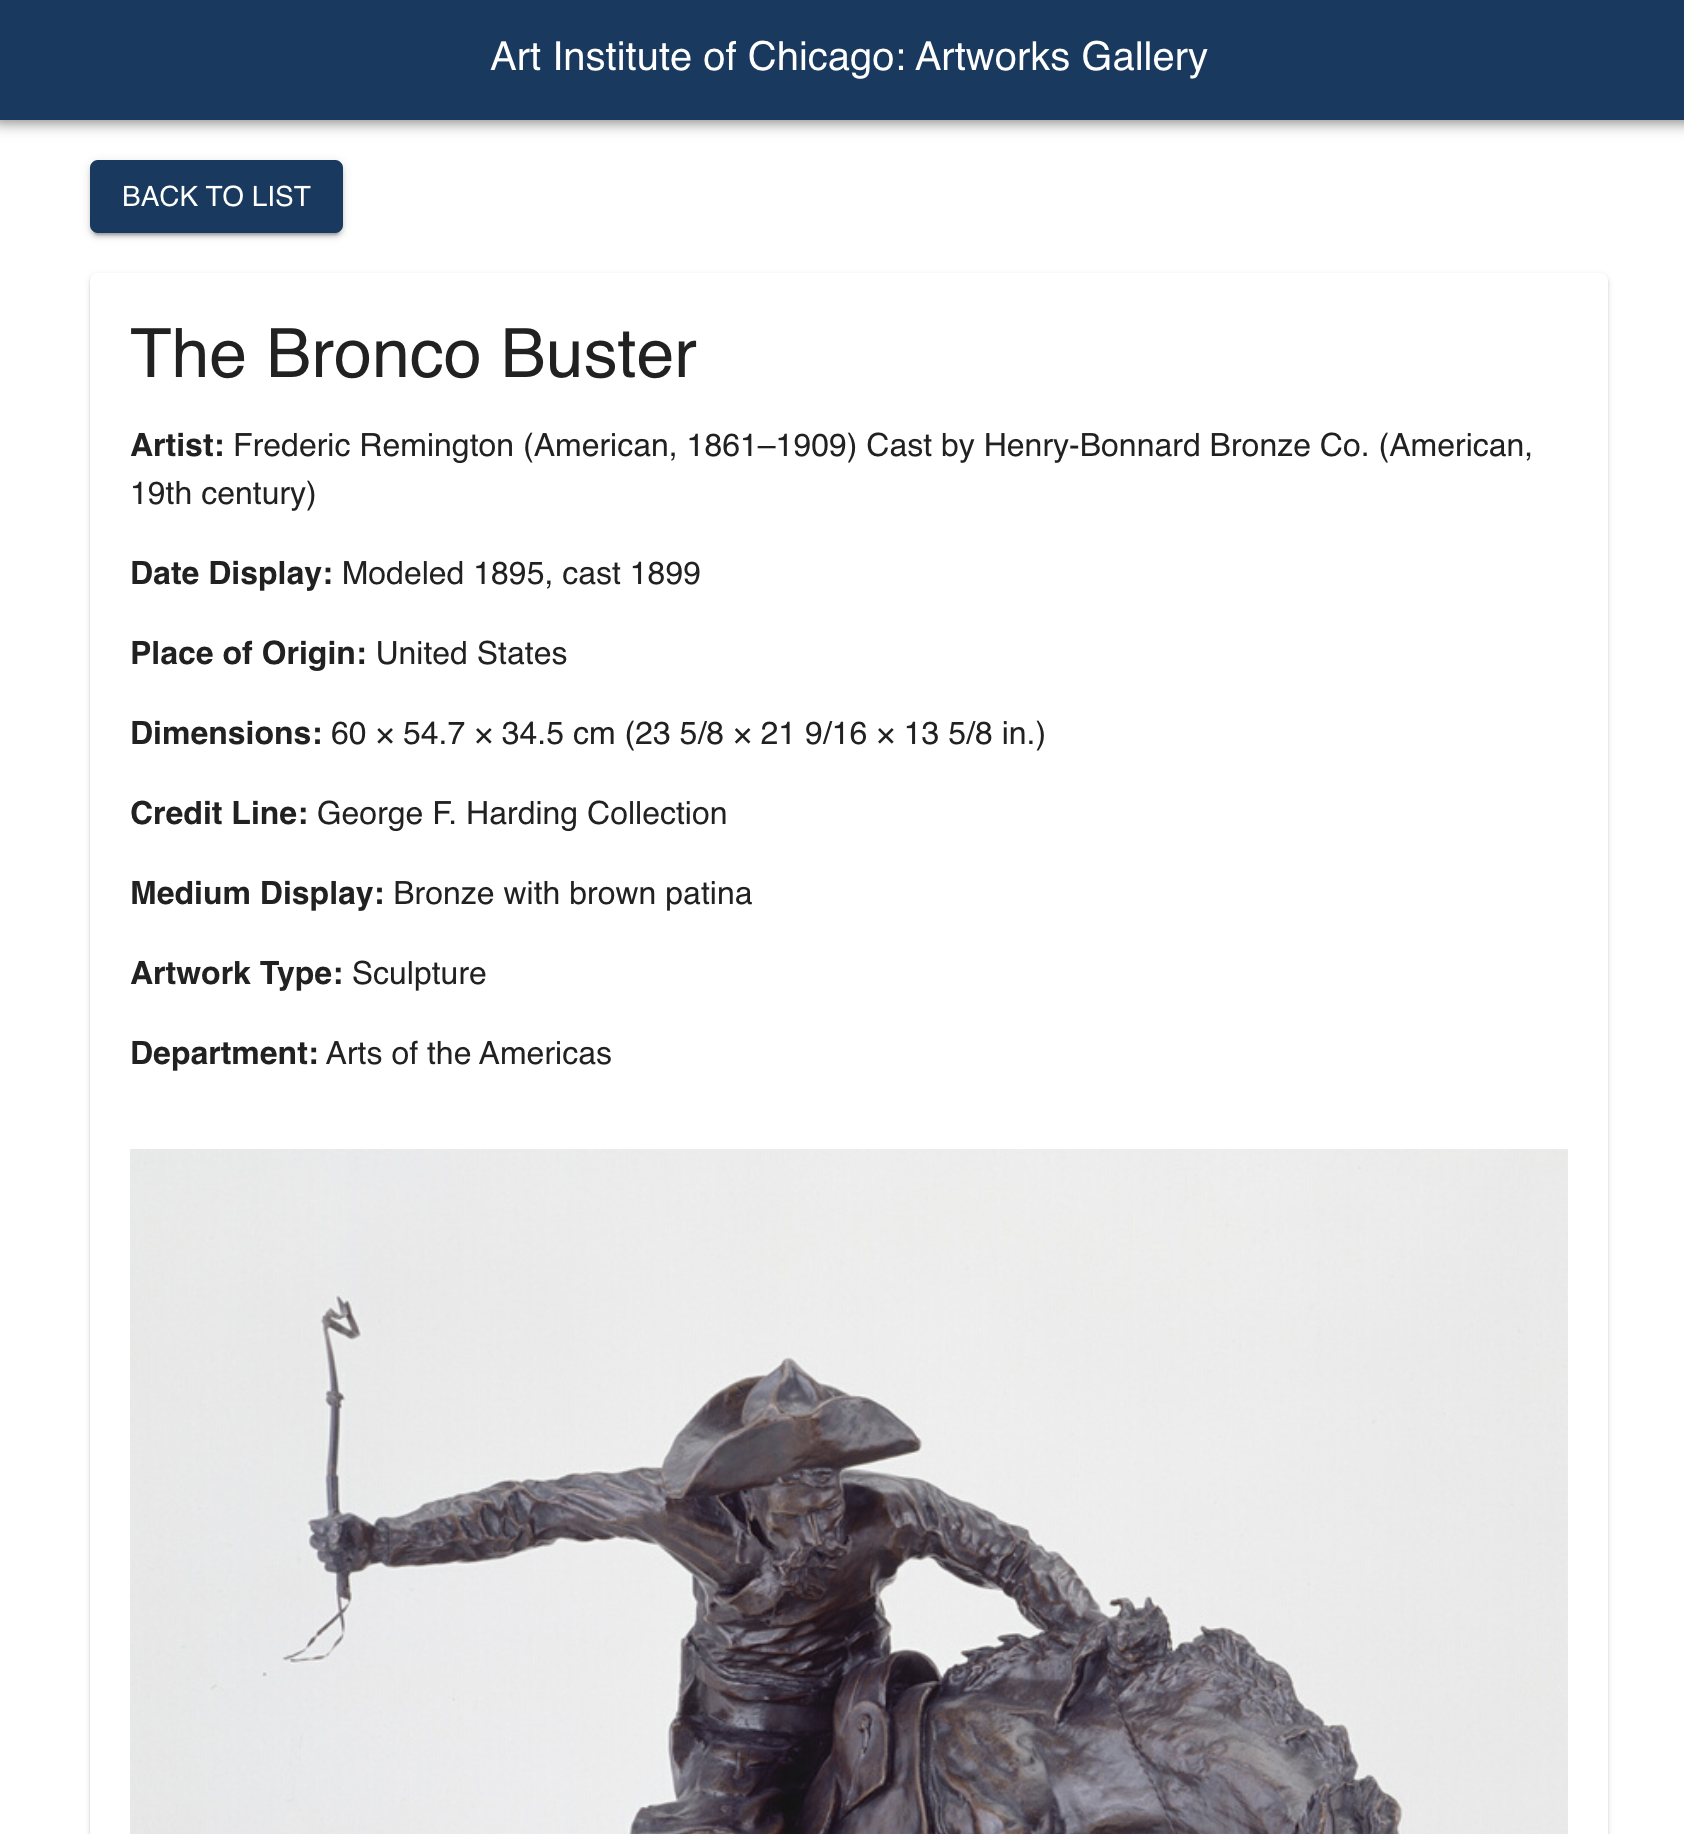 Art Institute of Chicago: Artworks Gallery
BACK TO LIST
The Bronco Buster
Artist: Frederic Remington (American, 1861–1909) Cast by Henry-Bonnard Bronze Co. (American,
19th century)
Date Display: Modeled 1895, cast 1899
Place of Origin: United States
Dimensions: 60 × 54.7 × 34.5 cm (23 5/8 × 21 9/16 × 13 5/8 in.)
Credit Line: George F. Harding Collection
Medium Display: Bronze with brown patina
Artwork Type: Sculpture
Department: Arts of the Americas